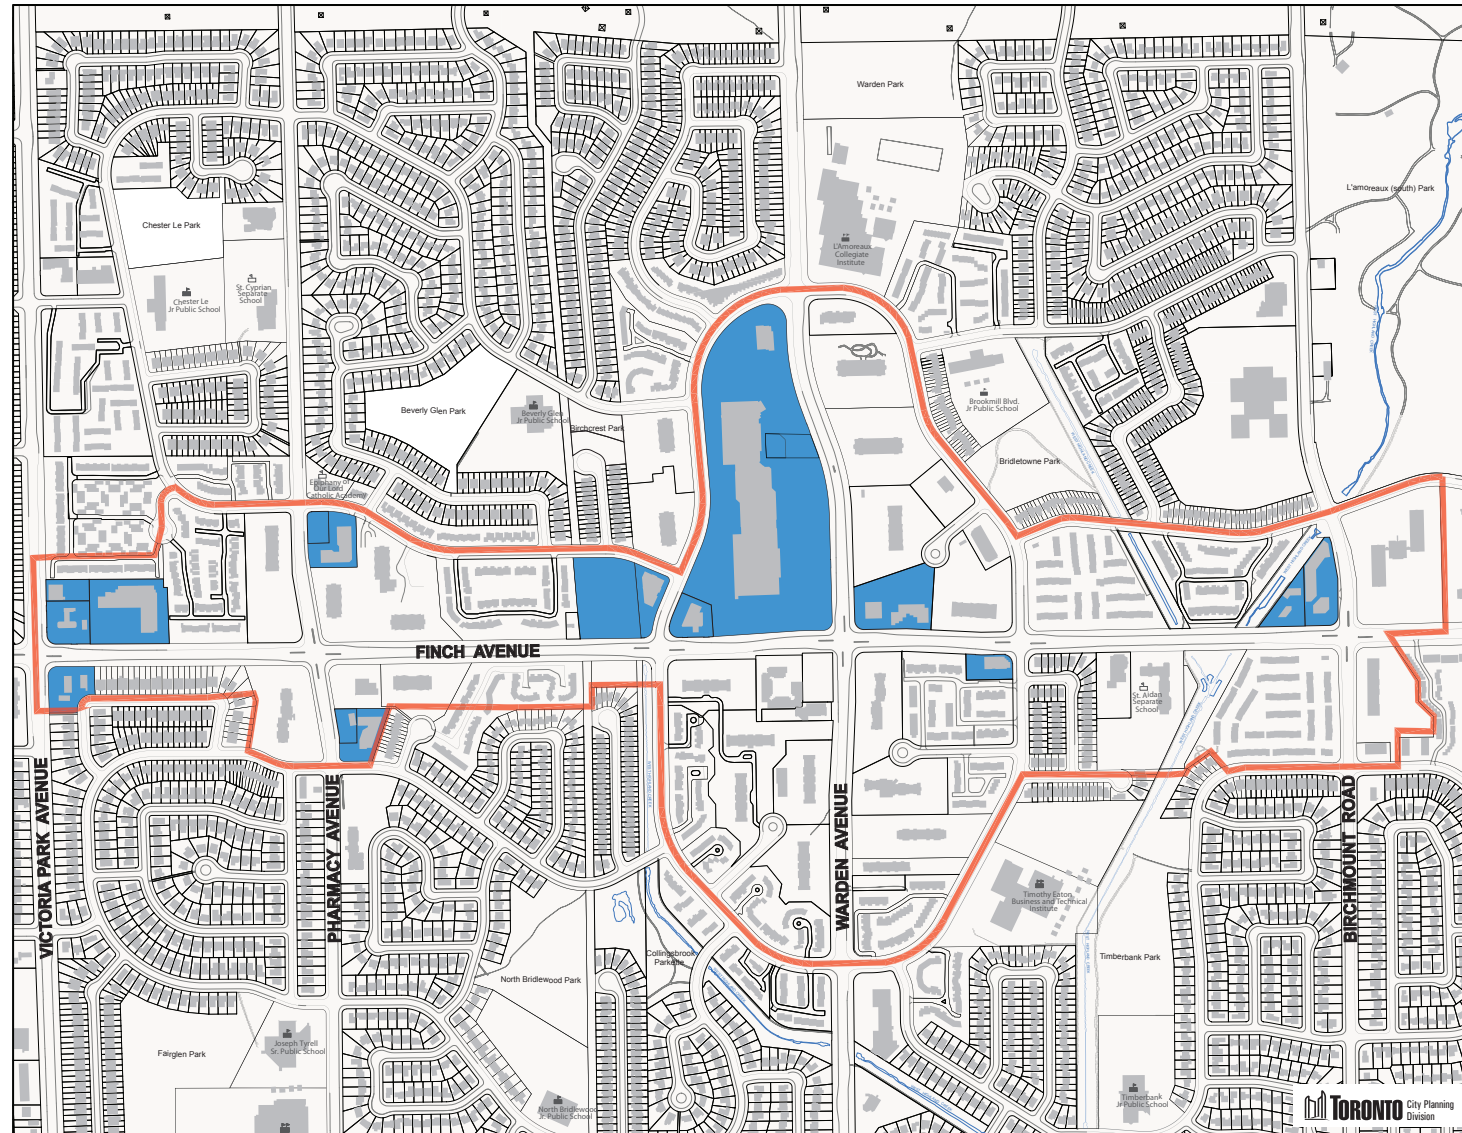 Warden Park
L'amoreaux (south) Park
Chester Le Park
L'Amoreaux
Collegiate
Institute
St. Cyprian
Separate
School
Chester Le
Jr Public School
Brookmill Blvd.
Jr Public School
Beverly Glen Park
Beverly Glen
Jr Public School
Birchcrest Park
Bridletowne Park
Epiphany of
Our Lord
Catholic Academy
FINCH AVENUE
St. Aidan
Separate
School
VICTORIA PARK AVENUE
PHARMACY AVENUE
WARDEN AVENUE
BIRCHMOUNT ROAD
Timothy Eaton
Business and Technical
Institute
Collingsbrook
Parkette
Timberbank Park
North Bridlewood Park
Joseph Tyrell
Sr. Public School
Fairglen Park
North Bridlewood
Jr. Public School
Timberbank
Jr Public School
TORONTO City Planning
Division